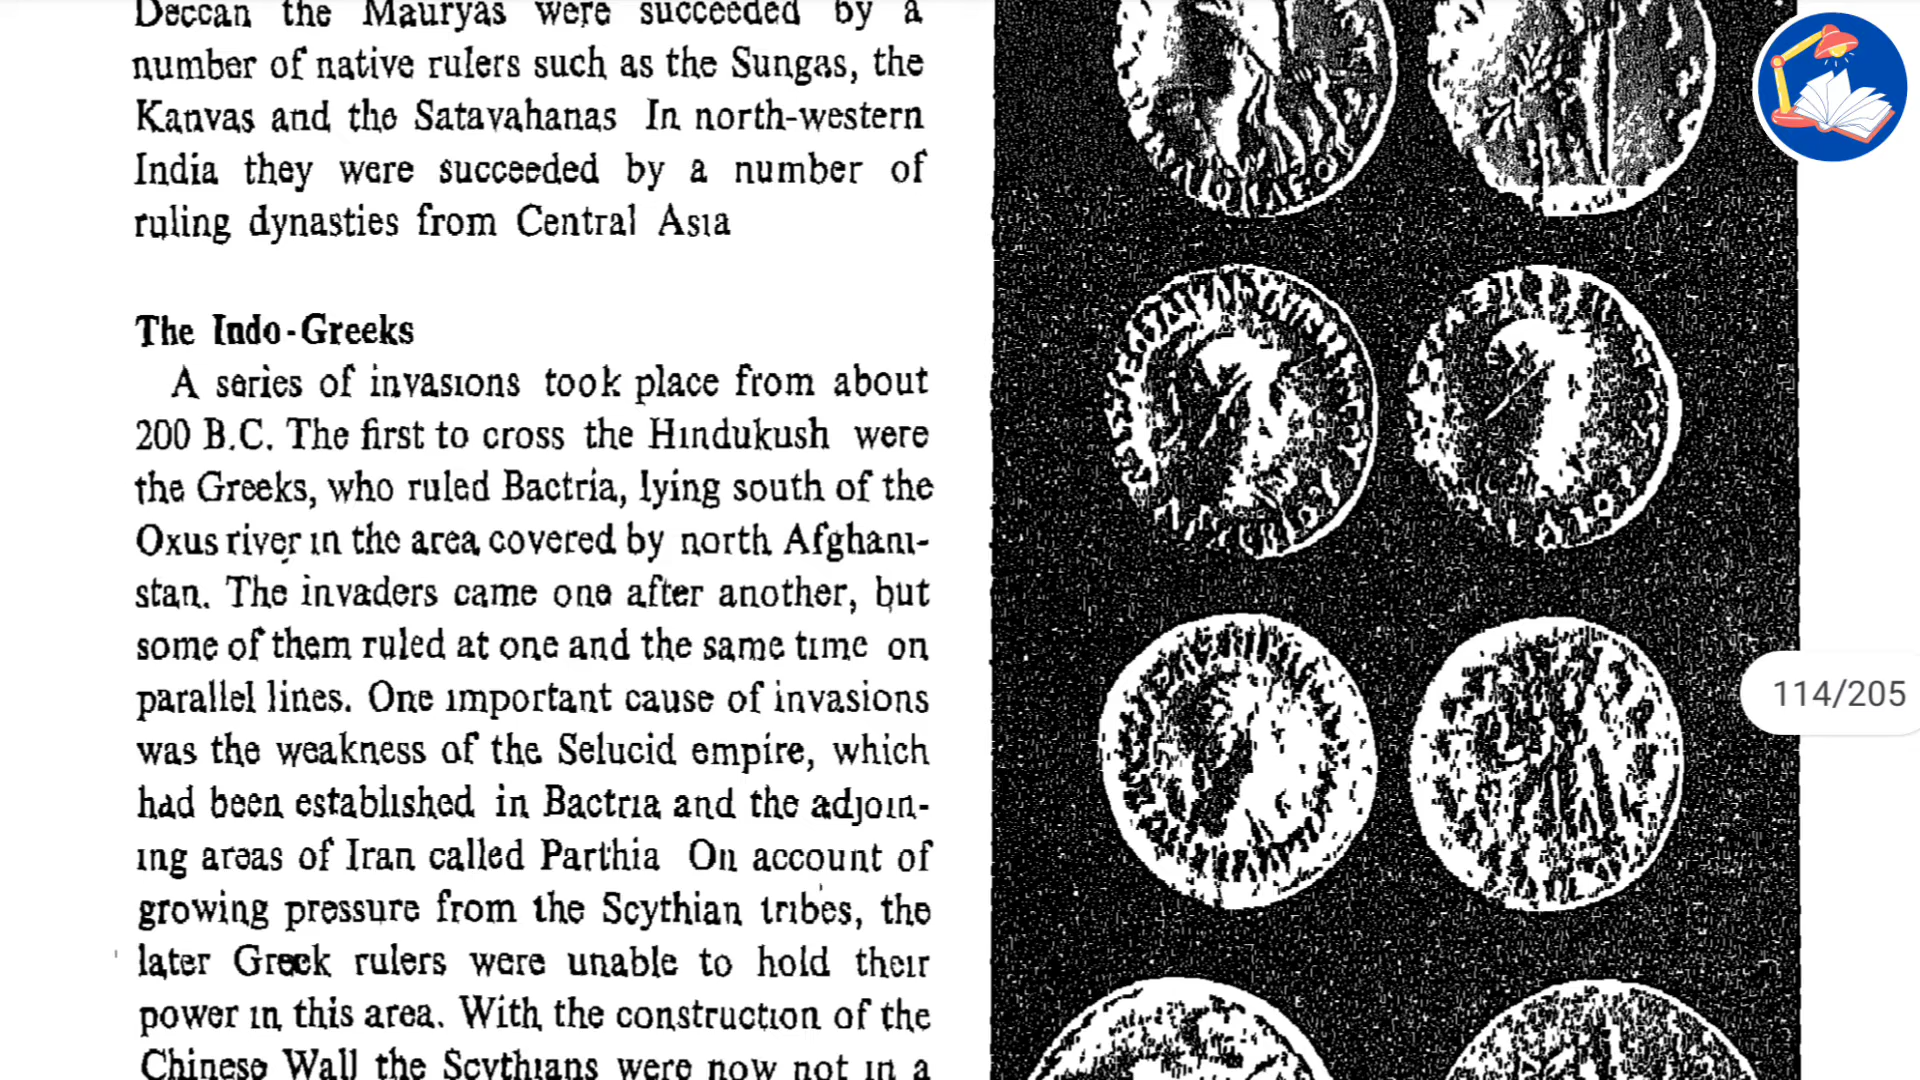 Deccan the Mauryas were succeeded by a
number of native rulers such as the Sungas, the
Kanvas and the Satavahanas In north-western
India they were succeeded by a number of
ruling dynasties from Central Asia
The Indo-Greeks
A series of invasions took place from about
200 B.C. The first to cross the Hindukush were
the Greeks, who ruled Bactria, lying south of the
Oxus river in the area covered by north Afghani-
stan. The invaders came one after another, but
some of them ruled at one and the same time on
parallel lines. One important cause of invasions
was the weakness of the Selucid empire, which
had been established in Bactria and the adjoin-
ing areas of Iran called Parthia On account of
growing pressure from the Scythian tribes, the
later Greek rulers were unable to hold their
power in this area. With the construction of the
Chinese Wall the Scythians were now not in a
114/205